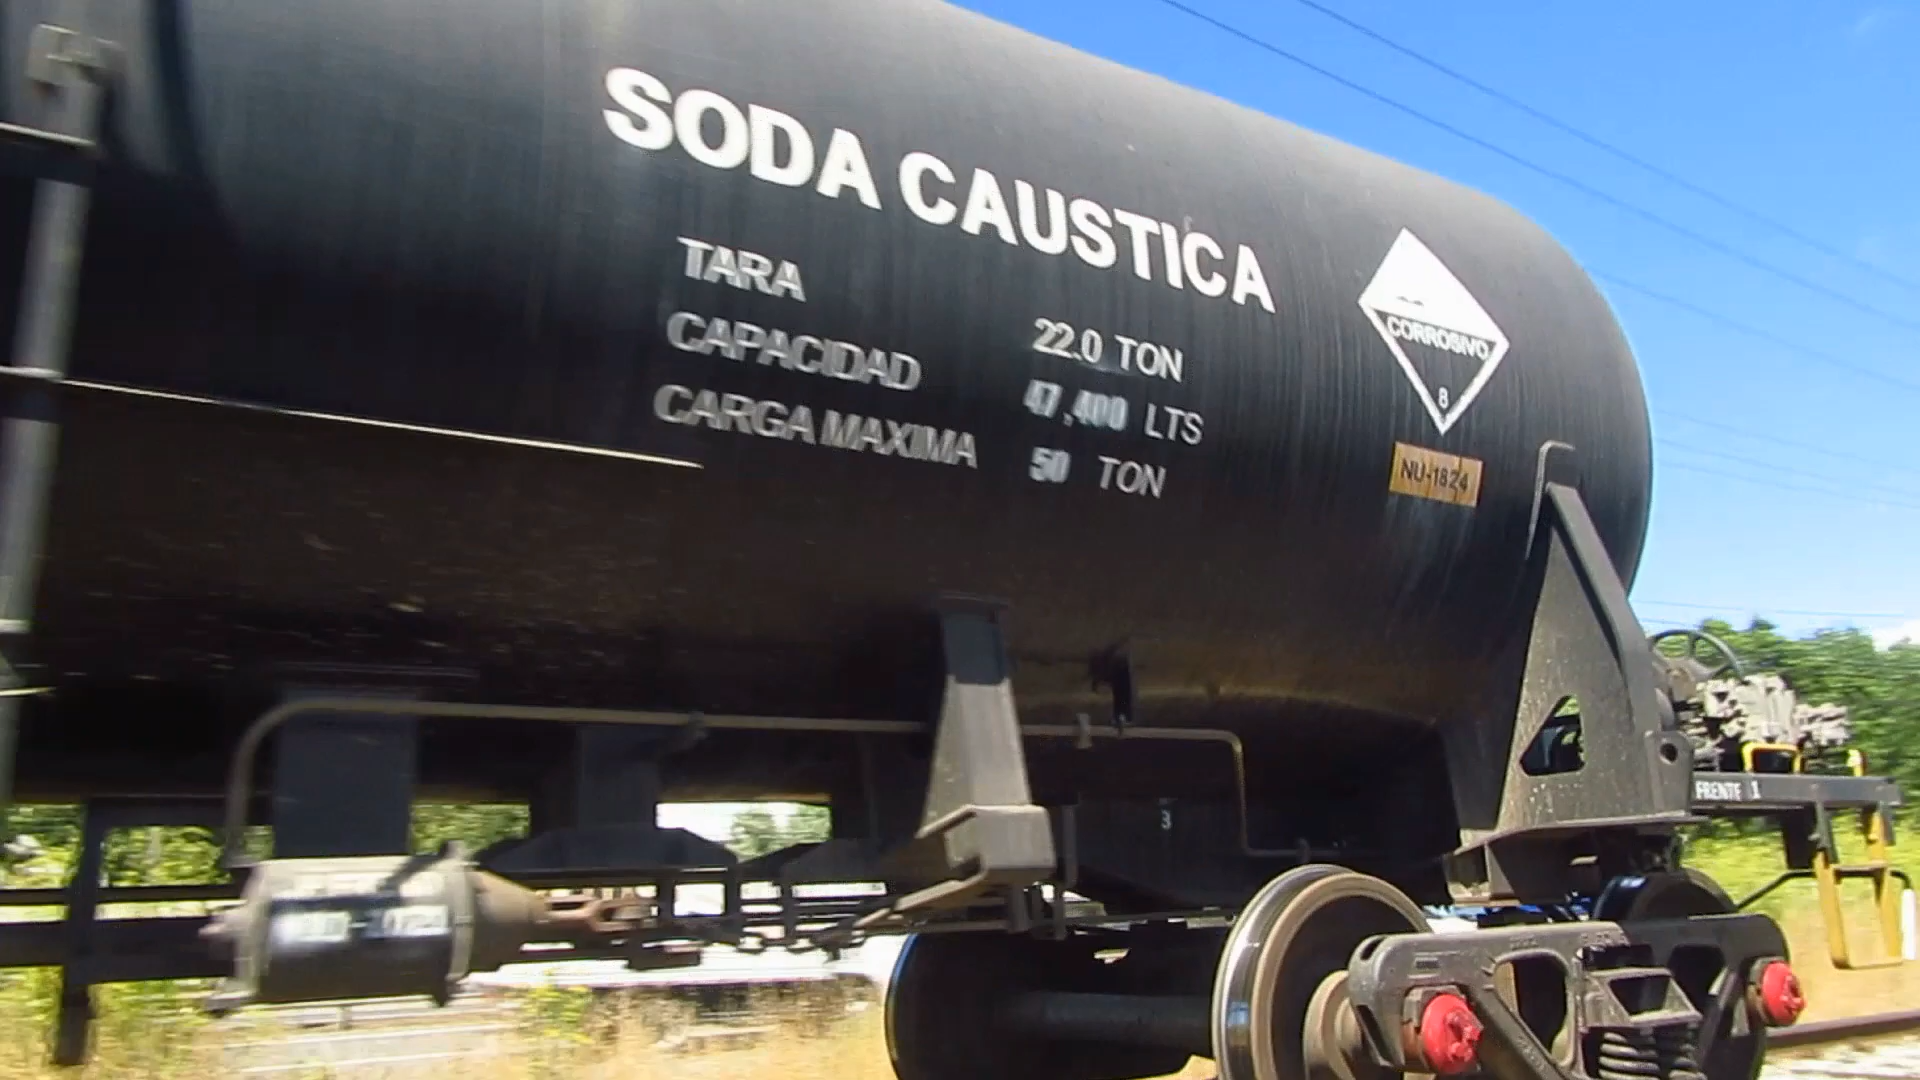 SODA CAUSTICA
TARA 22.0 TON
CAPACIDAD 47,400 LTS
CARGA MAXIMA 50 TON
CORROSIVO
8
NU-1824
FRENTE 1
3